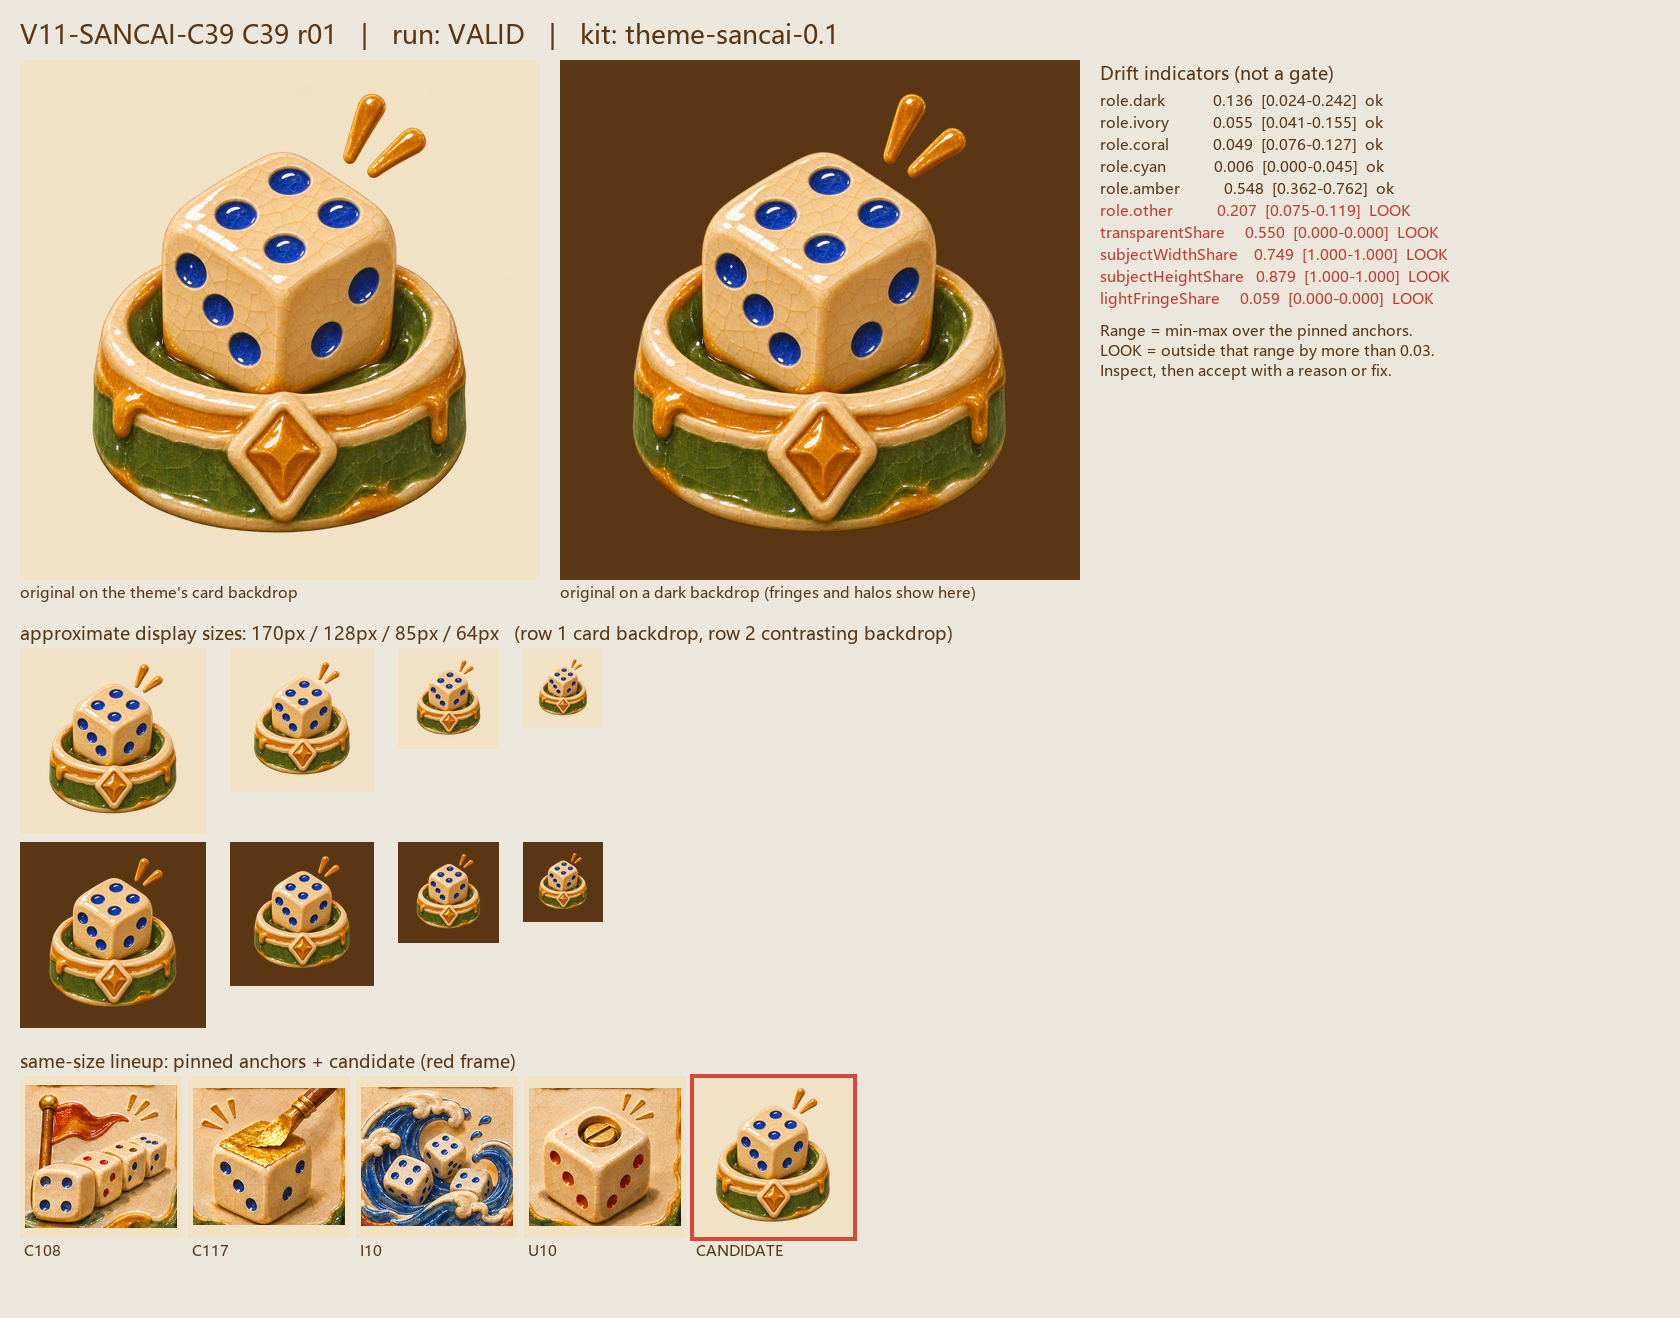 V11-SANCAI-C39 C39 r01   |   run: VALID   |   kit: theme-sancai-0.1
Drift indicators (not a gate)
role.dark 0.136 [0.024-0.242] ok
role.ivory 0.055 [0.041-0.155] ok
role.coral 0.049 [0.076-0.127] ok
role.cyan 0.006 [0.000-0.045] ok
role.amber 0.548 [0.362-0.762] ok
role.other 0.207 [0.075-0.119] LOOK
transparentShare 0.550 [0.000-0.000] LOOK
subjectWidthShare 0.749 [1.000-1.000] LOOK
subjectHeightShare 0.879 [1.000-1.000] LOOK
lightFringeShare 0.059 [0.000-0.000] LOOK
Range = min-max over the pinned anchors.
LOOK = outside that range by more than 0.03.
Inspect, then accept with a reason or fix.
original on the theme's card backdrop
original on a dark backdrop (fringes and halos show here)
approximate display sizes: 170px / 128px / 85px / 64px   (row 1 card backdrop, row 2 contrasting backdrop)
same-size lineup: pinned anchors + candidate (red frame)
C108
C117
I10
U10
CANDIDATE